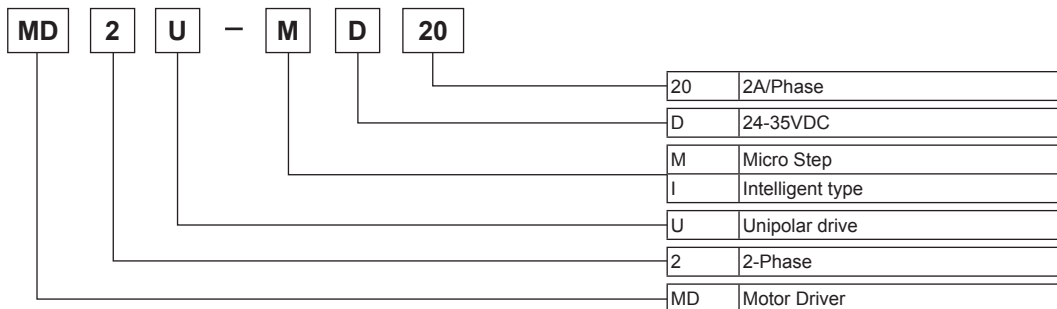 MD 2 U – M D 20
20 2A/Phase
D 24-35VDC
M Micro Step
I Intelligent type
U Unipolar drive
2 2-Phase
MD Motor Driver